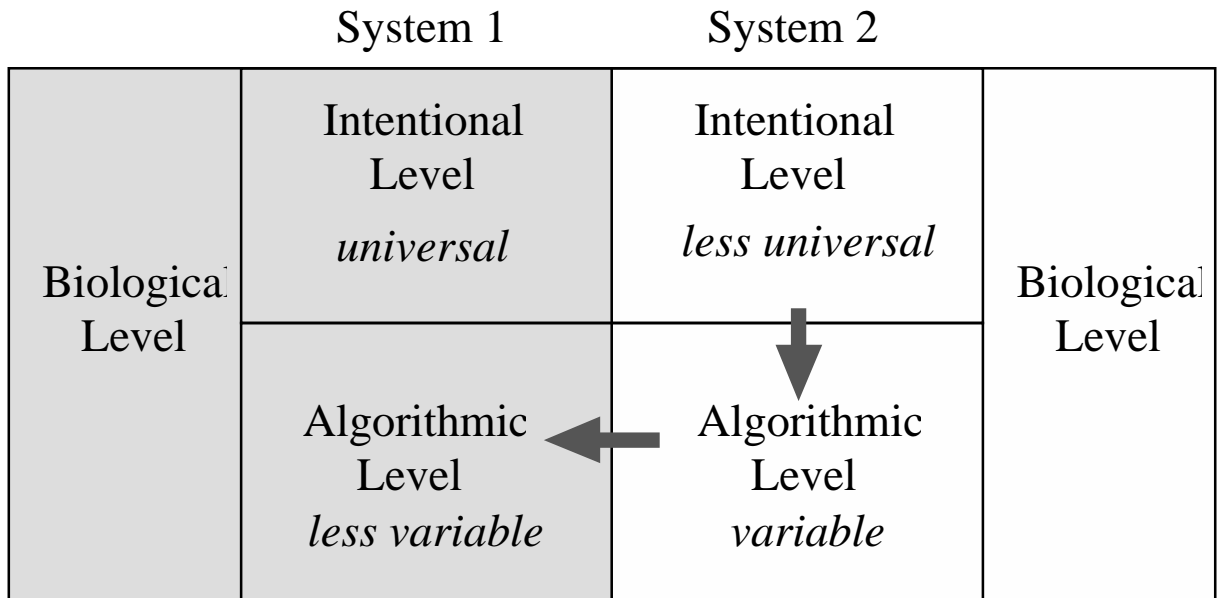 System 1
System 2
Biological
Level
Intentional
Level
universal
Intentional
Level
less universal
Biological
Level
Algorithmic
Level
less variable
Algorithmic
Level
variable